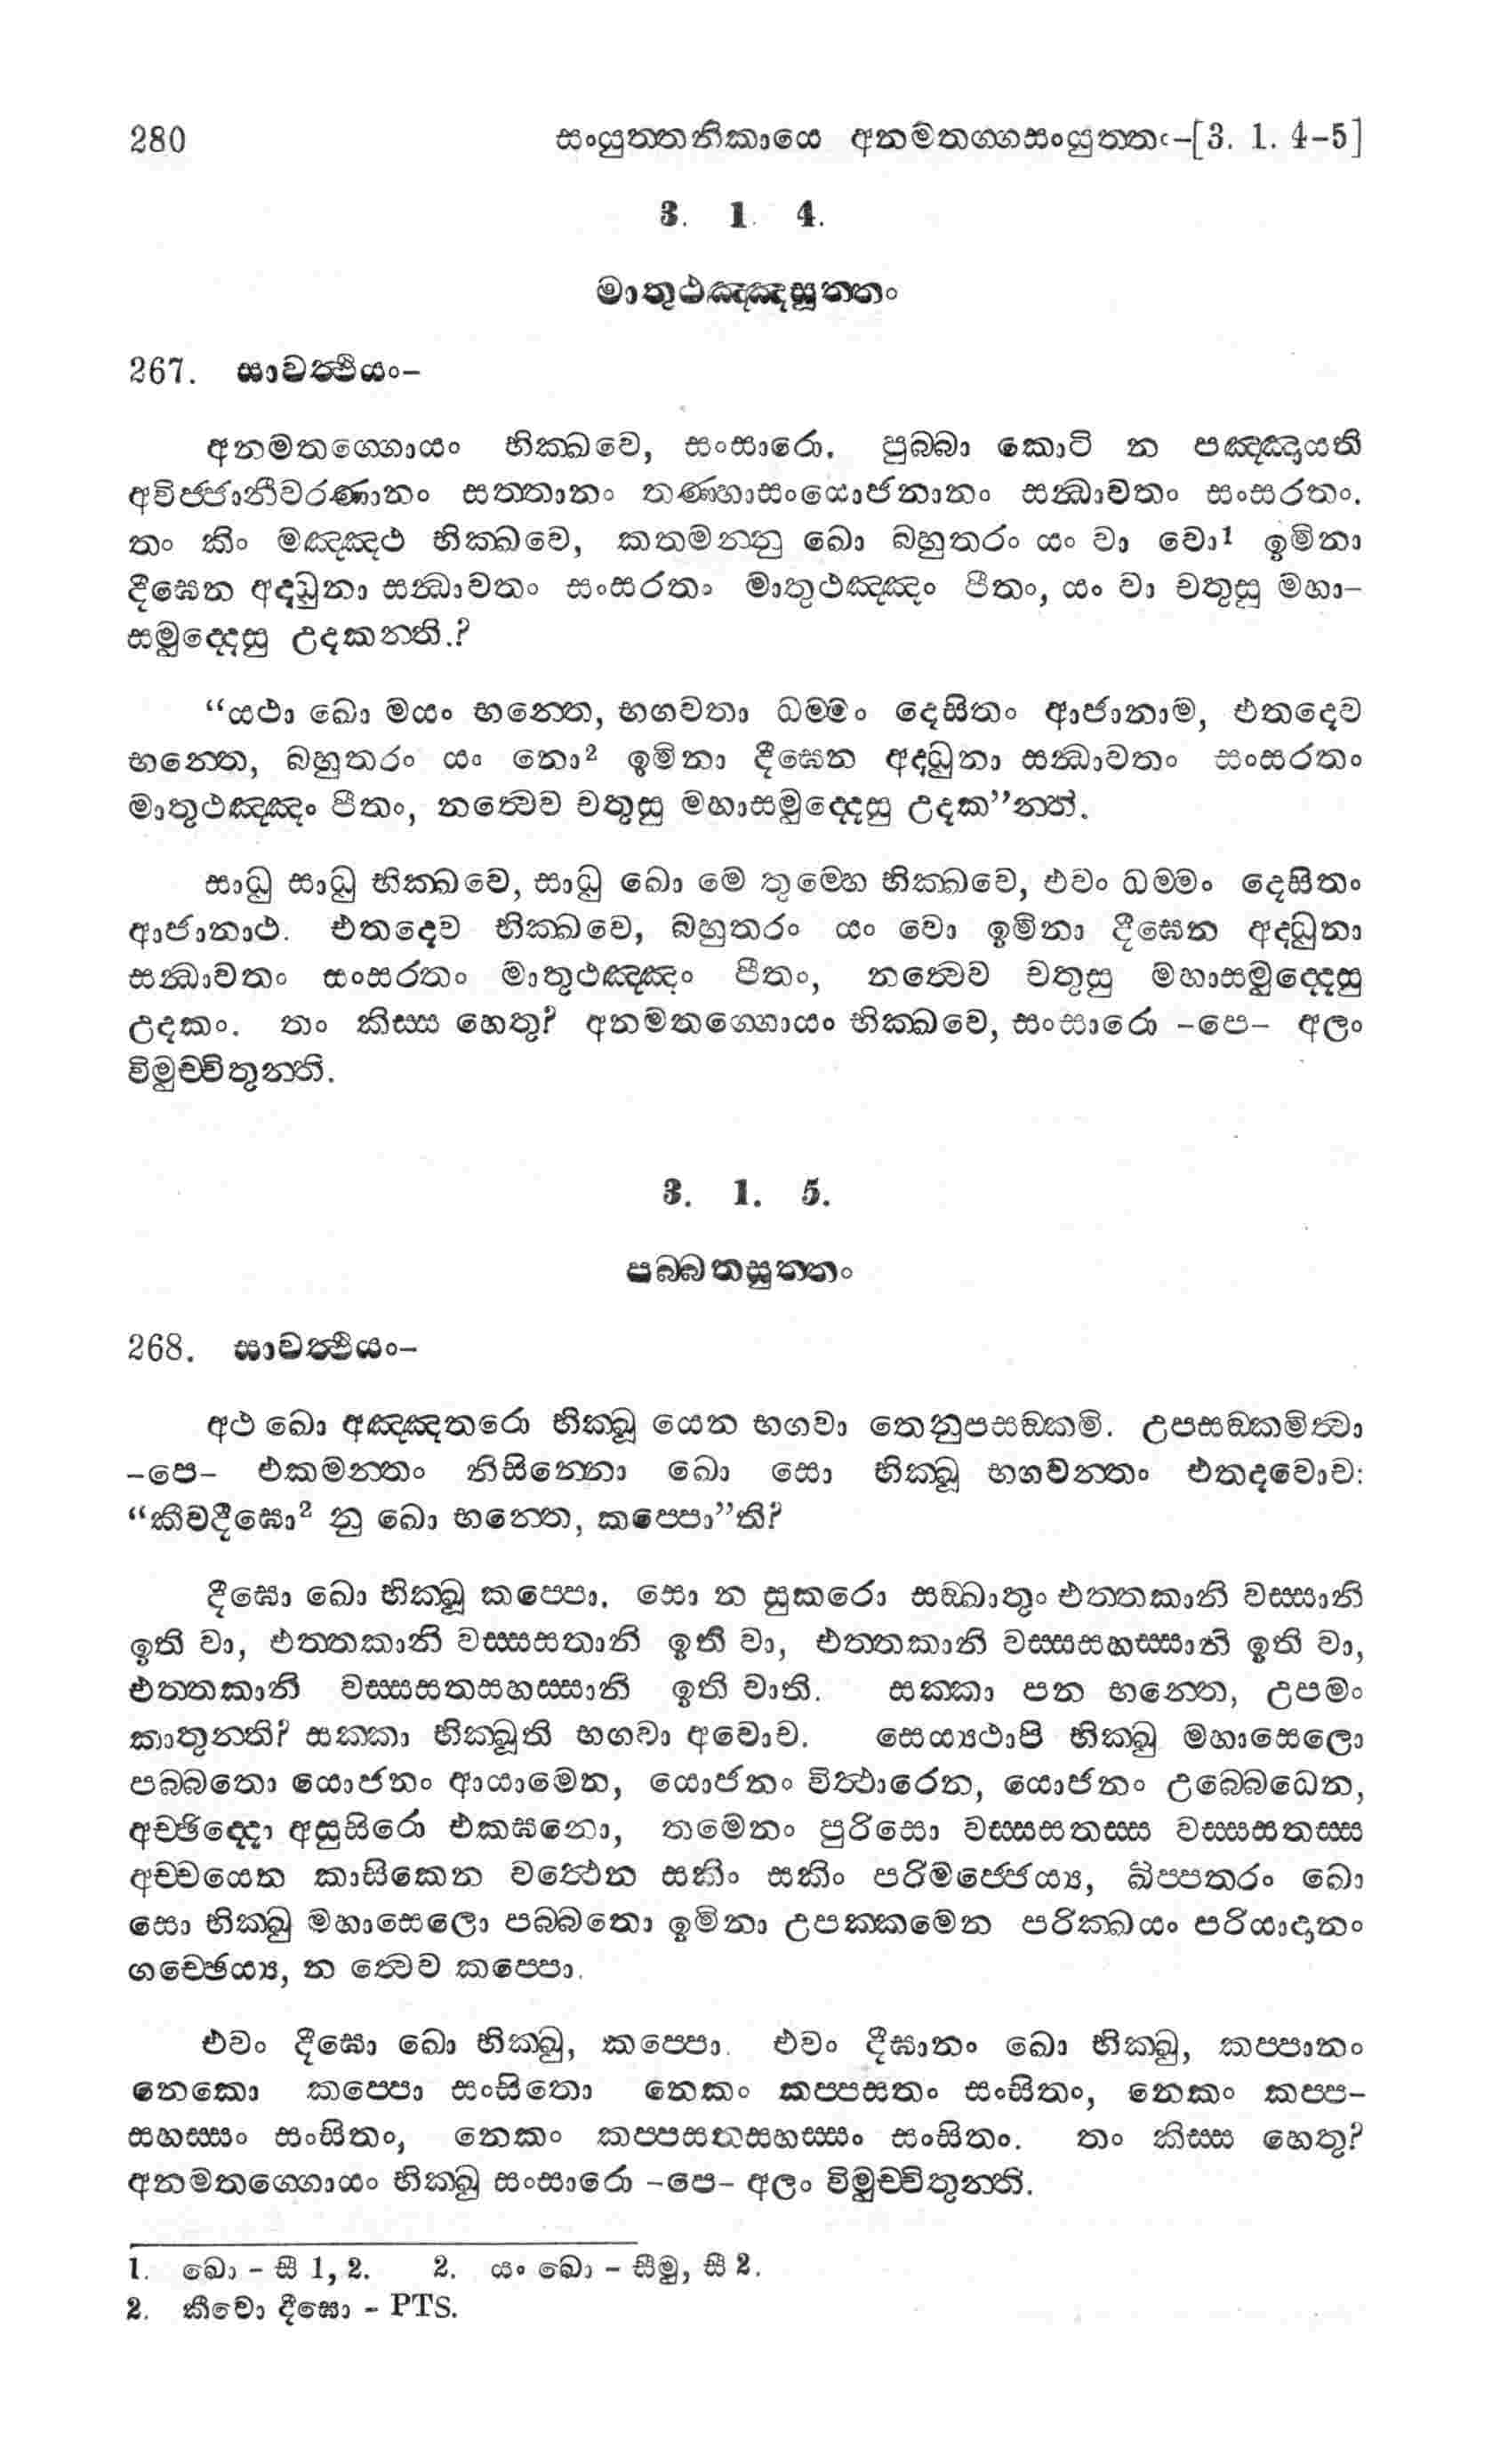 280 සංයුත්තනිකායෙ අනමතග්ගසංයුත්තං-[3. 1. 4-5]
3. 1 4.
මාතුථඤ්ඤසූත්තං
267. සාවත්ථියං-
අනමතග්ගොයං භික්ඛවෙ, සංසාරො. පුබ්බා කොටි න පඤ්ඤායති
අවිජ්ජානීවරණානං සත්තානං තණ්හාසංයොජනානං සන්ධාවතං සංසරතං.
තං කිං මඤ්ඤථ භික්ඛවෙ, කතමන්නු ඛො බහුතරං යං වා වො1 ඉමිනා
දීඝෙන අද්ධුනා සන්ධාවතං සංසරතං මාතුථඤ්ඤං පීතං, යං වා චතුසු මහා-
සමුද්දෙසු උදකන්ති.?
“යථා ඛො මයං භන්තෙ, භගවතා ධම්මං දෙසිතං ආජානාම, එතදෙව
භන්තෙ, බහුතරං යං නො2 ඉමිනා දීඝෙන අද්ධුනා සන්ධාවතං සංසරතං
මාතුථඤ්ඤං පීතං, නත්වෙව චතුසු මහාසමුද්දෙසු උදක”න්ති.
සාධු සාධු භික්ඛවෙ, සාධු ඛො මෙ තුම්හෙ භික්ඛවෙ, එවං ධම්මං දෙසිතං
ආජානාථ. එතදෙව භික්ඛවෙ, බහුතරං යං වො ඉමිනා දීඝෙන අද්ධුනා
සන්ධාවතං සංසරතං මාතුථඤ්ඤං පීතං, නත්වෙව චතුසු මහාසමුද්දෙසු
උදකං. තං කිස්ස හෙතු? අනමතග්ගොයං භික්ඛවෙ, සංසාරො -පෙ- අලං
විමුච්චිතුන්ති.
3. 1. 5.
පබ්බතසුත්තං
268. සාවත්ථියං-
අථ ඛො අඤ්ඤතරො භික්ඛූ යෙන භගවා තෙනුපසඞ්කමි. උපසඞ්කමිත්වා
-පෙ- එකමන්තං නිසින්නො ඛො සො භික්ඛූ භගවන්තං එතදවොච:
“කීවදීඝො2 නු ඛො භන්තෙ, කප්පො”ති?
දීඝො ඛො භික්ඛූ කප්පො. සො න සුකරො සඞ්ඛාතුං එත්තකානි වස්සානි
ඉති වා, එත්තකානි වස්සසතානි ඉති වා, එත්තකානි වස්සසහස්සානි ඉති වා,
එත්තකානි වස්සසතසහස්සානි ඉති වාති. සක්කා පන භන්තෙ, උපමං
කාතුන්ති? සක්කා භික්ඛූති භගවා අවොච. සෙය්‍යථාපි භික්ඛු මහාසෙලො
පබ්බතො යොජනං ආයාමෙන, යොජනං විත්ථාරෙන, යොජනං උබ්බෙධෙන,
අච්ඡිද්දො අසුසිරො එකඝනො, තමෙනං පුරිසො වස්සසතස්ස වස්සසතස්ස
අච්චයෙන කාසිකෙන වත්ථෙන සකිං සකිං පරිමජ්ජෙය්‍ය, ඛිප්පතරං ඛො
සො භික්ඛු මහාසෙලො පබ්බතො ඉමිනා උපක්කමෙන පරික්ඛයං පරියාදානං
ගච්ඡෙය්‍ය, න ත්වෙව කප්පො.
එවං දීඝො ඛො භික්ඛු, කප්පො. එවං දීඝානං ඛො භික්ඛු, කප්පානං
නෙකො කප්පො සංසිතො නෙකං කප්පසතං සංසිතං, නෙකං කප්ප-
සහස්සං සංසිතං, නෙකං කප්පසතසහස්සං සංසිතං. තං කිස්ස හෙතු?
අනමතග්ගොයං භික්ඛු සංසාරො -පෙ- අලං විමුච්චිතුන්ති.
1. ඛො - සී 1, 2. 2. යං ඛො - සීමු, සී 2.
2. කීවො දීඝො - PTS.